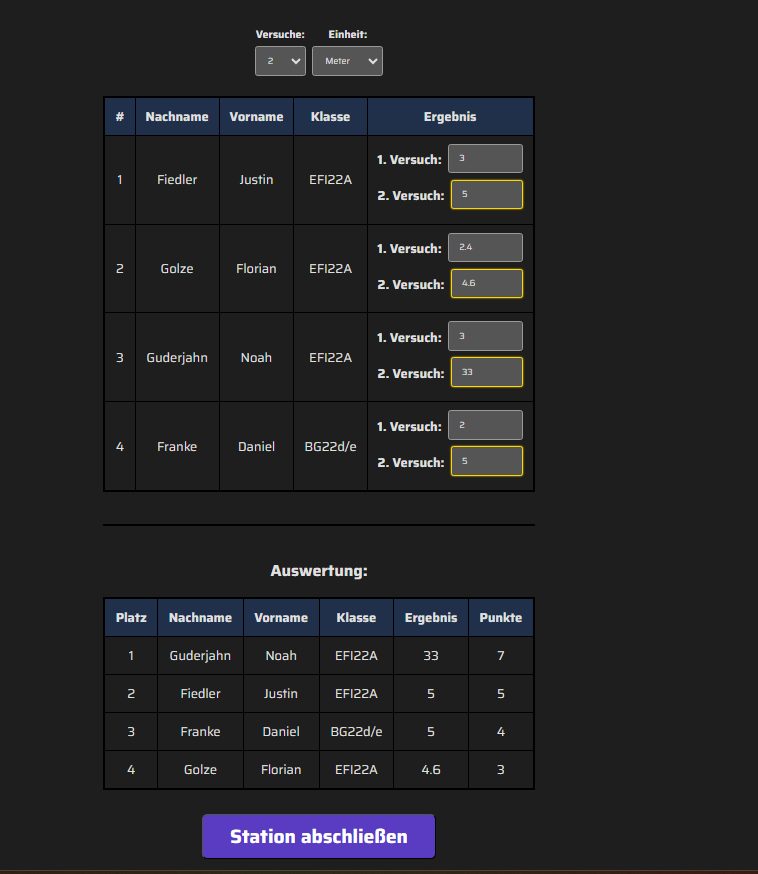 Versuche: Einheit:
2 Meter
# Nachname Vorname Klasse Ergebnis
1 Fiedler Justin EFI22A 1. Versuch: 3
2. Versuch: 5
2 Golze Florian EFI22A 1. Versuch: 2.4
2. Versuch: 4.6
3 Guderjahn Noah EFI22A 1. Versuch: 3
2. Versuch: 33
4 Franke Daniel BG22d/e 1. Versuch: 2
2. Versuch: 5
Auswertung:
Platz Nachname Vorname Klasse Ergebnis Punkte
1 Guderjahn Noah EFI22A 33 7
2 Fiedler Justin EFI22A 5 5
3 Franke Daniel BG22d/e 5 4
4 Golze Florian EFI22A 4.6 3
Station abschließen